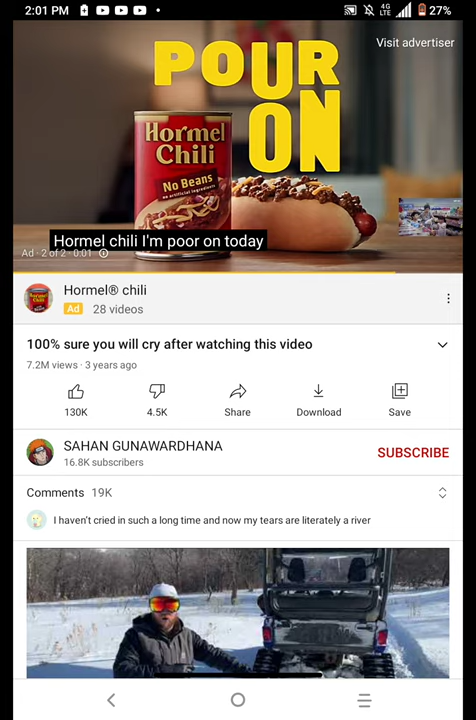 2:01 PM
4G
LTE
27%
Visit advertiser
POUR
ON
Hormel
Chili
No Beans
no artificial ingredients
Hormel chili I'm poor on today
Ad · 2 of 2 · 0:01
Hormel® chili
Ad 28 videos
100% sure you will cry after watching this video
7.2M views · 3 years ago
130K 4.5K Share Download Save
SAHAN GUNAWARDHANA
16.8K subscribers
SUBSCRIBE
Comments 19K
I haven't cried in such a long time and now my tears are literately a river